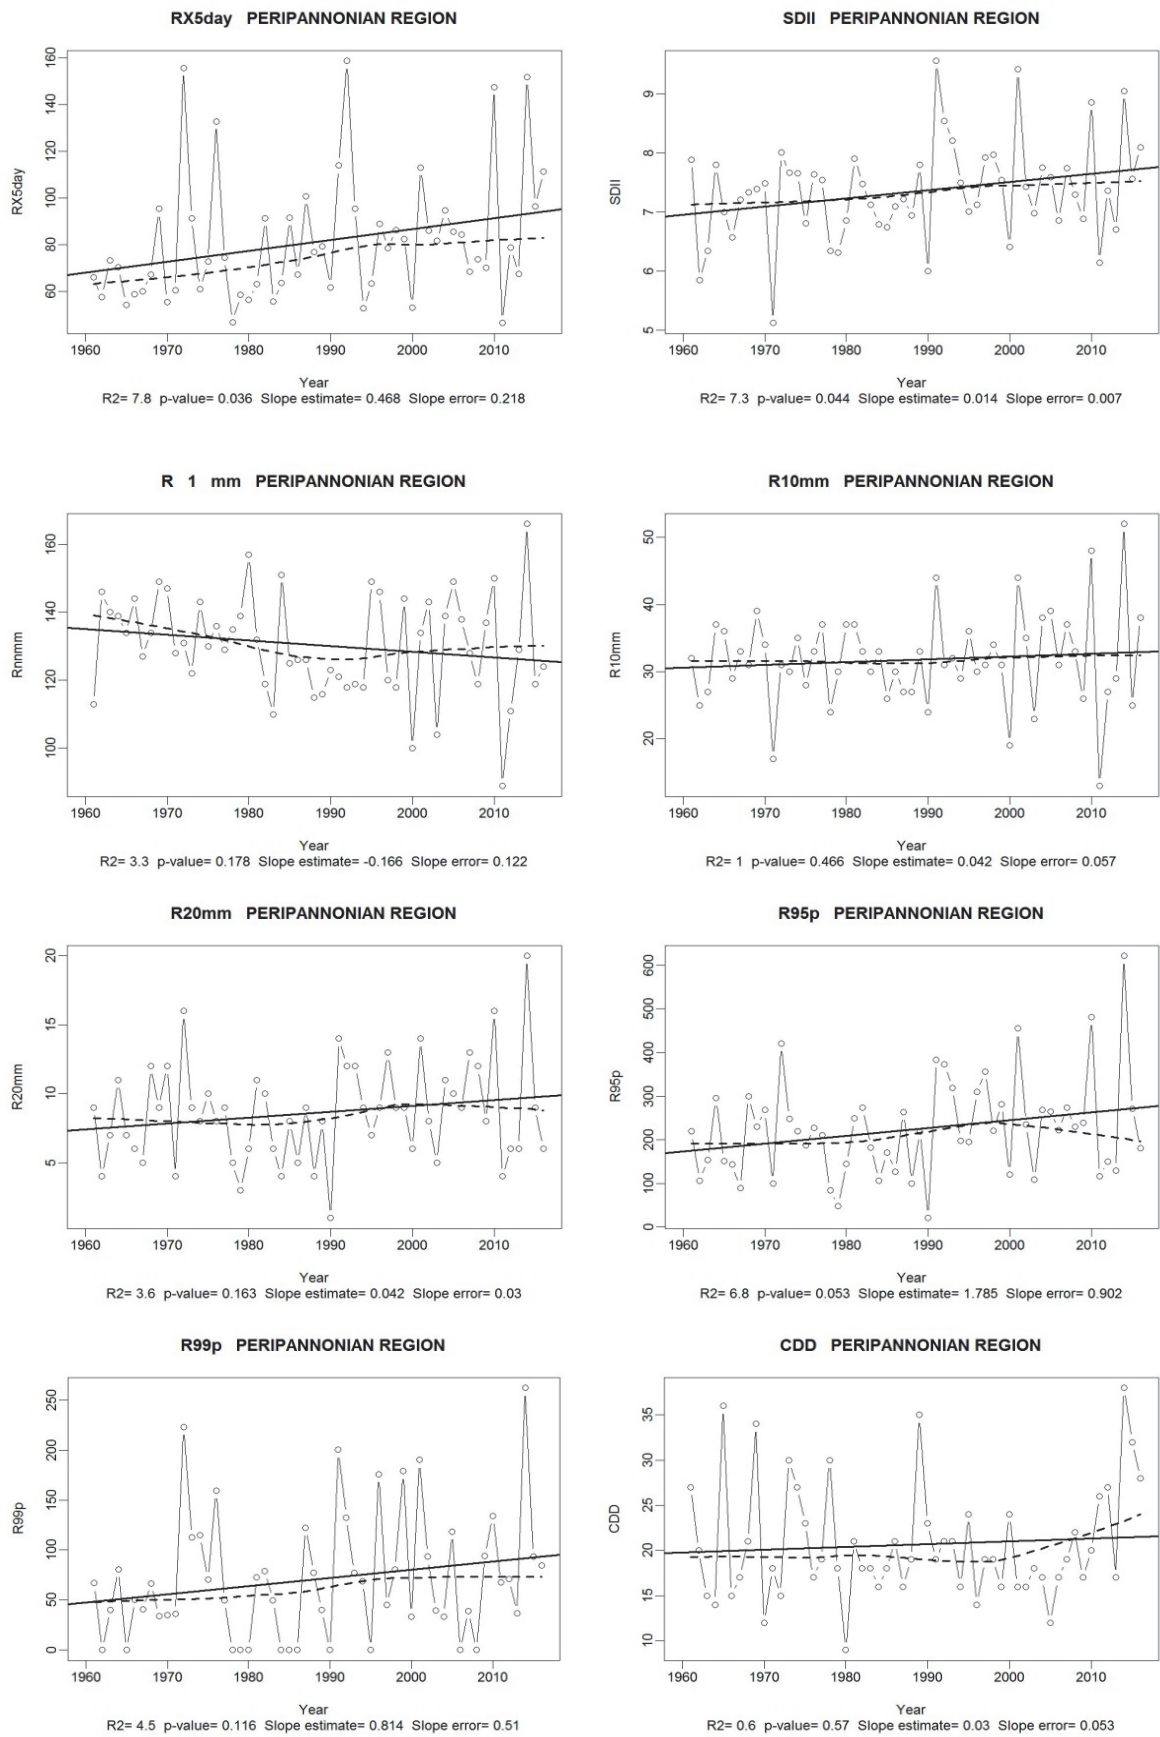 RX5day PERIPANNONIAN REGION
RX5day
160
140
120
100
80
60
1960 1970 1980 1990 2000 2010
Year
R2= 7.8 p-value= 0.036 Slope estimate= 0.468 Slope error= 0.218
SDII PERIPANNONIAN REGION
SDII
9
8
7
6
5
1960 1970 1980 1990 2000 2010
Year
R2= 7.3 p-value= 0.044 Slope estimate= 0.014 Slope error= 0.007
R 1 mm PERIPANNONIAN REGION
Rnnmm
160
140
120
100
1960 1970 1980 1990 2000 2010
Year
R2= 3.3 p-value= 0.178 Slope estimate= -0.166 Slope error= 0.122
R10mm PERIPANNONIAN REGION
R10mm
50
40
30
20
1960 1970 1980 1990 2000 2010
Year
R2= 1 p-value= 0.466 Slope estimate= 0.042 Slope error= 0.057
R20mm PERIPANNONIAN REGION
R20mm
20
15
10
5
1960 1970 1980 1990 2000 2010
Year
R2= 3.6 p-value= 0.163 Slope estimate= 0.042 Slope error= 0.03
R95p PERIPANNONIAN REGION
R95p
600
500
400
300
200
100
0
1960 1970 1980 1990 2000 2010
Year
R2= 6.8 p-value= 0.053 Slope estimate= 1.785 Slope error= 0.902
R99p PERIPANNONIAN REGION
R99p
250
200
150
100
50
0
1960 1970 1980 1990 2000 2010
Year
R2= 4.5 p-value= 0.116 Slope estimate= 0.814 Slope error= 0.51
CDD PERIPANNONIAN REGION
CDD
35
30
25
20
15
10
1960 1970 1980 1990 2000 2010
Year
R2= 0.6 p-value= 0.57 Slope estimate= 0.03 Slope error= 0.053